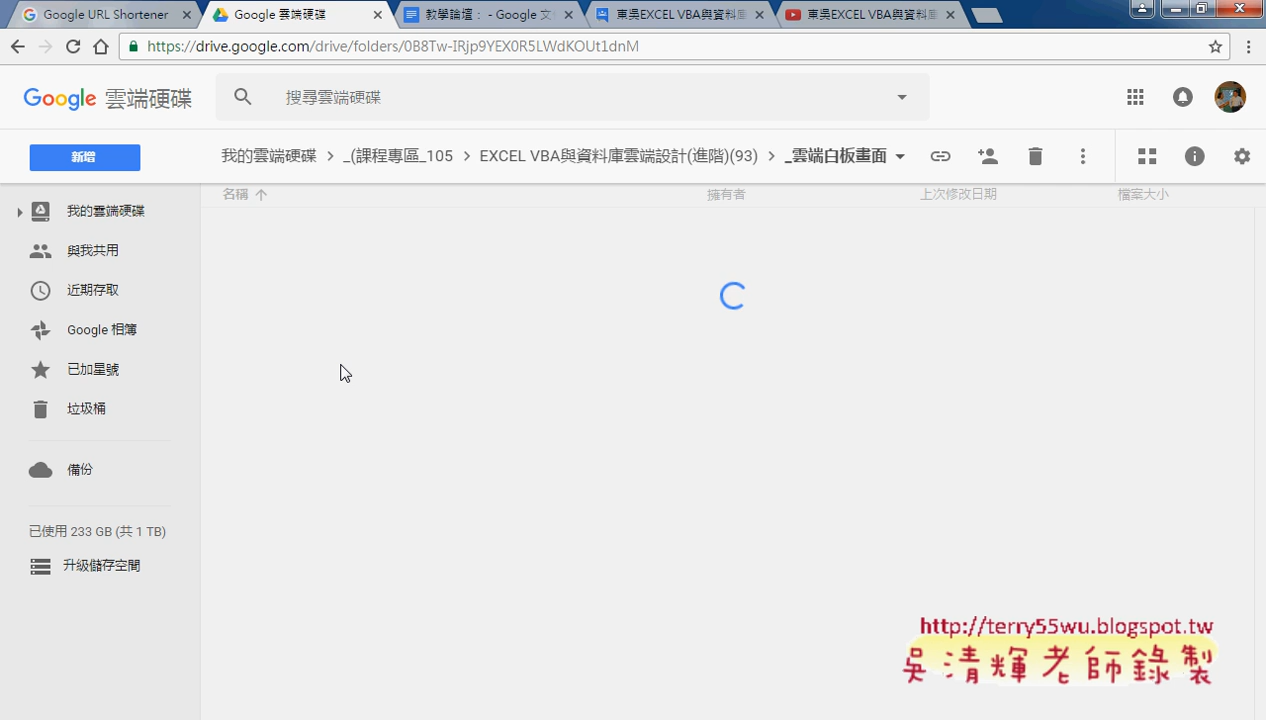 Google URL Shortener
Google 雲端硬碟
教學論壇： - Google 文
東吳EXCEL VBA與資料庫
東吳EXCEL VBA與資料庫
https://drive.google.com/drive/folders/0B8Tw-IRjp9YEX0R5LWdKOUt1dnM
Google 雲端硬碟
搜尋雲端硬碟
新增
我的雲端硬碟 > _(課程專區_105 > EXCEL VBA與資料庫雲端設計(進階)(93) > _雲端白板畫面
名稱
擁有者
上次修改日期
檔案大小
我的雲端硬碟
與我共用
近期存取
Google 相簿
已加星號
垃圾桶
備份
已使用 233 GB (共 1 TB)
升級儲存空間
http://terry55wu.blogspot.tw
吳清輝老師錄製